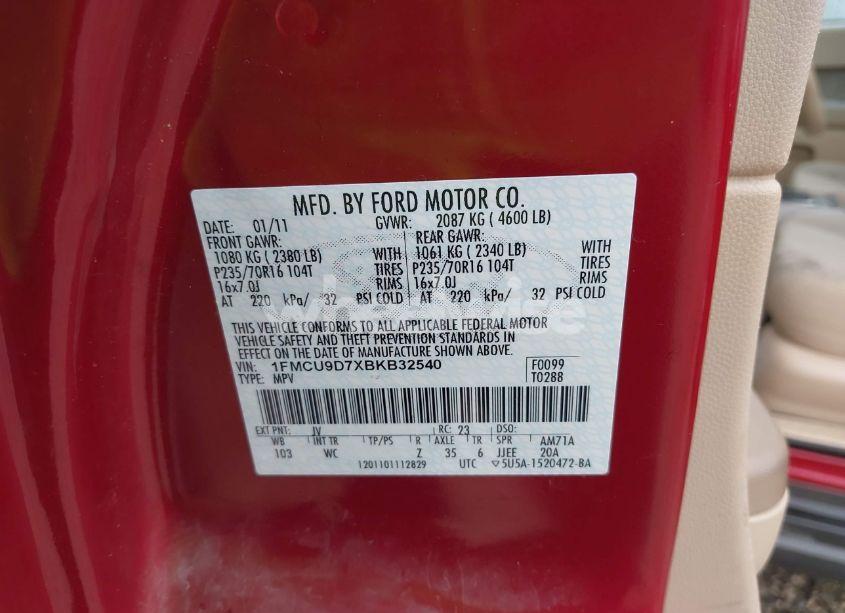 MFD. BY FORD MOTOR CO.
DATE: 01/11 GVWR: 2087 KG ( 4600 LB)
FRONT GAWR: REAR GAWR:
1080 KG ( 2380 LB) WITH 1061 KG ( 2340 LB) WITH
P235/70R16 104T TIRES P235/70R16 104T TIRES
16x7.0J RIMS 16x7.0J RIMS
AT 220 kPa/ 32 PSI COLD AT 220 kPa/ 32 PSI COLD
THIS VEHICLE CONFORMS TO ALL APPLICABLE FEDERAL MOTOR
VEHICLE SAFETY AND THEFT PREVENTION STANDARDS IN
EFFECT ON THE DATE OF MANUFACTURE SHOWN ABOVE.
VIN: 1FMCU9D7XBKB32540 F0099
TYPE: MPV T0288
EXT PNT: JV RC: 23 DSO:
WB INT TR TP/PS R AXLE TR SPR AM71A
103 WC Z 35 6 JJEE 20A
1201101112829 UTC ▽5U5A-1520472-BA